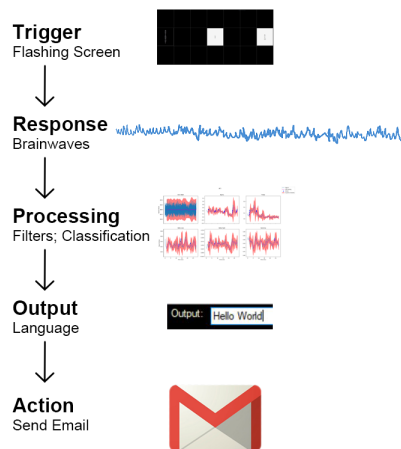 Trigger
Flashing Screen
Response
Brainwaves
Processing
Filters; Classification
Output
Language
Output: Hello World
Action
Send Email